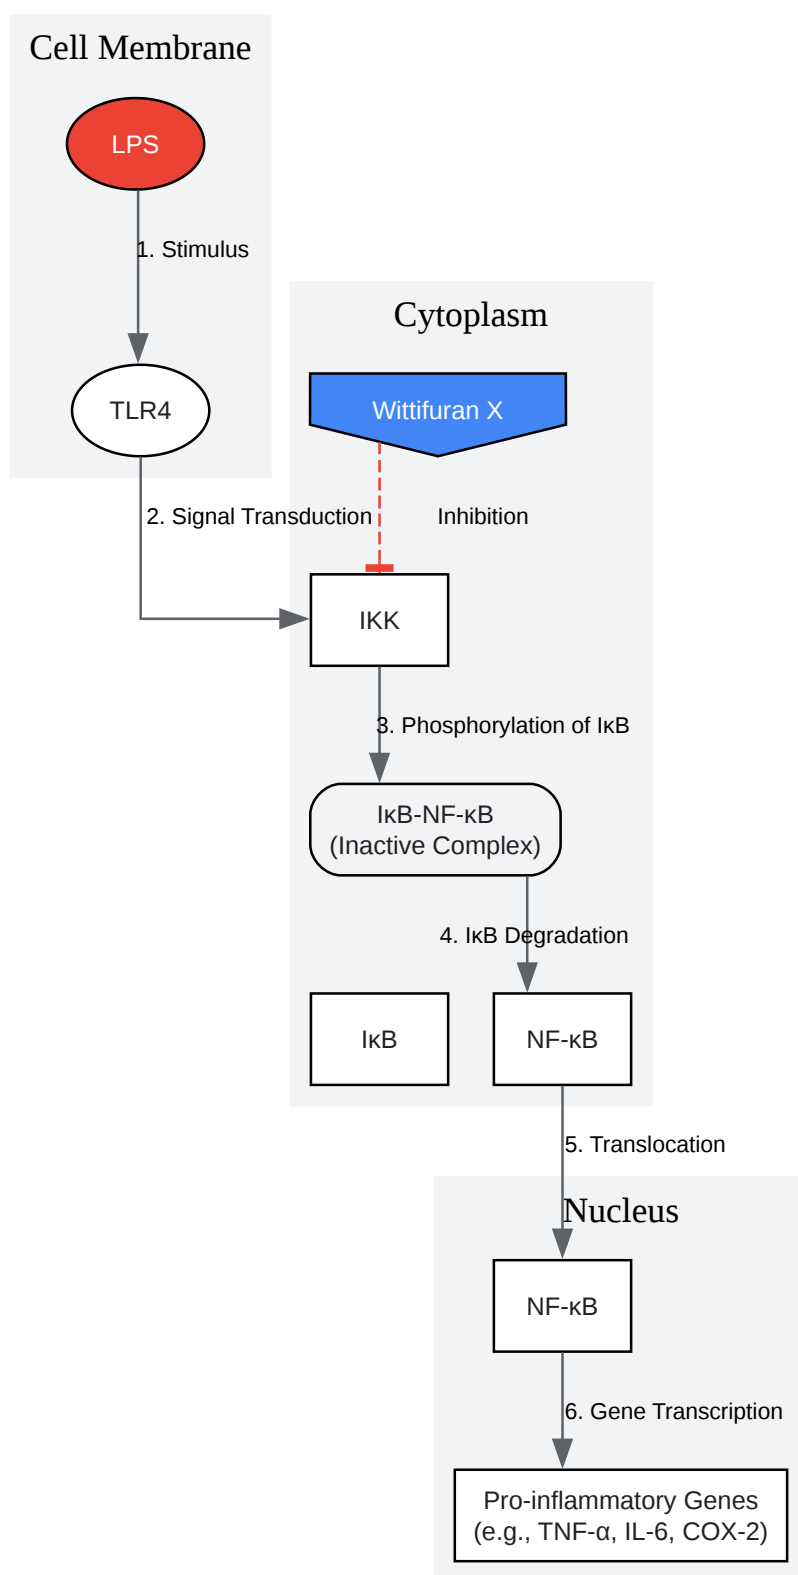 Cell Membrane
LPS
1. Stimulus
TLR4
Cytoplasm
Wittifuran X
2. Signal Transduction
Inhibition
IKK
3. Phosphorylation of IκB
IκB-NF-κB
(Inactive Complex)
4. IκB Degradation
IκB
NF-κB
5. Translocation
Nucleus
NF-κB
6. Gene Transcription
Pro-inflammatory Genes
(e.g., TNF-α, IL-6, COX-2)